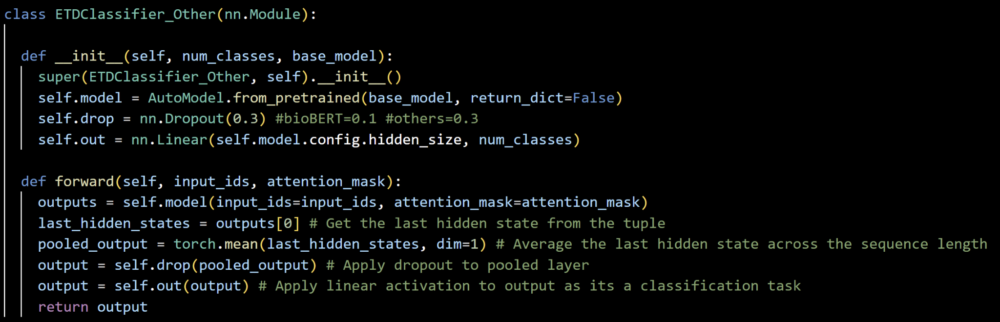 class ETDClassifier_Other(nn.Module):
def __init__(self, num_classes, base_model):
super(ETDClassifier_Other, self).__init__()
self.model = AutoModel.from_pretrained(base_model, return_dict=False)
self.drop = nn.Dropout(0.3) #bioBERT=0.1 #others=0.3
self.out = nn.Linear(self.model.config.hidden_size, num_classes)
def forward(self, input_ids, attention_mask):
outputs = self.model(input_ids=input_ids, attention_mask=attention_mask)
last_hidden_states = outputs[0] # Get the last hidden state from the tuple
pooled_output = torch.mean(last_hidden_states, dim=1) # Average the last hidden state across the sequence length
output = self.drop(pooled_output) # Apply dropout to pooled layer
output = self.out(output) # Apply linear activation to output as its a classification task
return output